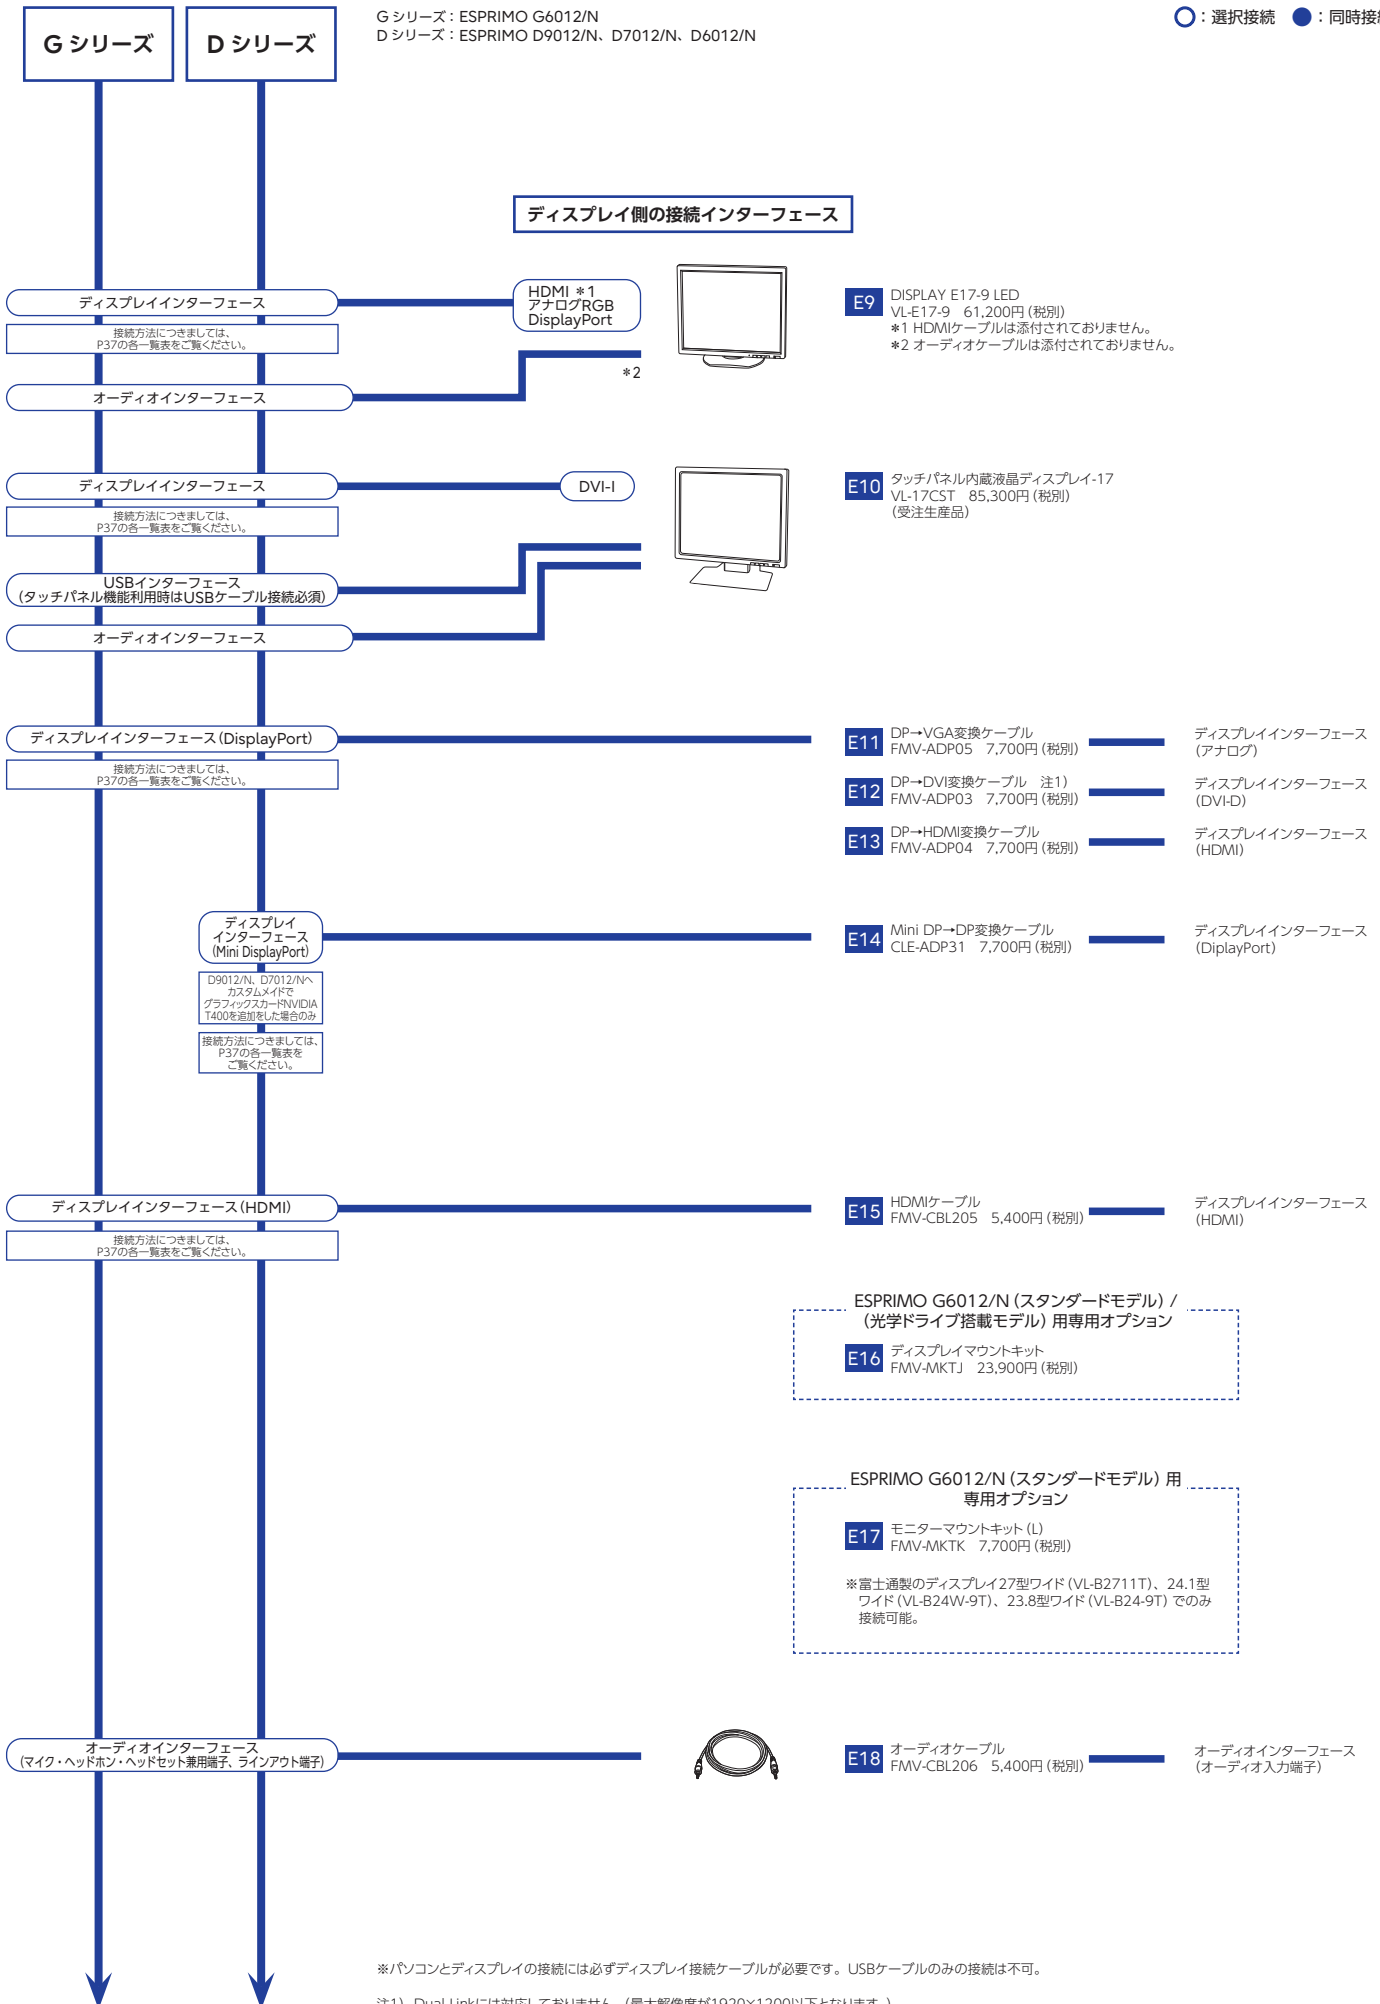 G シリーズ
D シリーズ
G シリーズ：ESPRIMO G6012/N
D シリーズ：ESPRIMO D9012/N、D7012/N、D6012/N
：選択接続
：同時接
ディスプレイ側の接続インターフェース
ディスプレイインターフェース
接続方法につきましては、
P37の各一覧表をご覧ください。
HDMI ＊1
アナログRGB
DisplayPort
＊2
オーディオインターフェース
E9
DISPLAY E17-9 LED
VL-E17-9　61,200円（税別）
＊1 HDMIケーブルは添付されておりません。
＊2 オーディオケーブルは添付されておりません。
ディスプレイインターフェース
接続方法につきましては、
P37の各一覧表をご覧ください。
DVI-I
USBインターフェース
（タッチパネル機能利用時はUSBケーブル接続必須）
オーディオインターフェース
E10
タッチパネル内蔵液晶ディスプレイ-17
VL-17CST　85,300円（税別）
（受注生産品）
ディスプレイインターフェース（DisplayPort）
接続方法につきましては、
P37の各一覧表をご覧ください。
E11
DP→VGA変換ケーブル
FMV-ADP05　7,700円（税別）
ディスプレイインターフェース
（アナログ）
E12
DP→DVI変換ケーブル　注1）
FMV-ADP03　7,700円（税別）
ディスプレイインターフェース
（DVI-D）
E13
DP→HDMI変換ケーブル
FMV-ADP04　7,700円（税別）
ディスプレイインターフェース
（HDMI）
ディスプレイ
インターフェース
（Mini DisplayPort）
D9012/N、D7012/Nへ
カスタムメイドで
グラフィックスカードNVIDIA
T400を追加をした場合のみ
接続方法につきましては、
P37の各一覧表を
ご覧ください。
E14
Mini DP→DP変換ケーブル
CLE-ADP31　7,700円（税別）
ディスプレイインターフェース
（DiplayPort）
ディスプレイインターフェース（HDMI）
接続方法につきましては、
P37の各一覧表をご覧ください。
E15
HDMIケーブル
FMV-CBL205　5,400円（税別）
ディスプレイインターフェース
（HDMI）
ESPRIMO G6012/N（スタンダードモデル）/
（光学ドライブ搭載モデル）用専用オプション
E16
ディスプレイマウントキット
FMV-MKTJ　23,900円（税別）
ESPRIMO G6012/N（スタンダードモデル）用
専用オプション
E17
モニターマウントキット（L）
FMV-MKTK　7,700円（税別）
※富士通製のディスプレイ27型ワイド（VL-B2711T）、24.1型
ワイド（VL-B24W-9T）、23.8型ワイド（VL-B24-9T）でのみ
接続可能。
オーディオインターフェース
（マイク・ヘッドホン・ヘッドセット兼用端子、ラインアウト端子）
E18
オーディオケーブル
FMV-CBL206　5,400円（税別）
オーディオインターフェース
（オーディオ入力端子）
※パソコンとディスプレイの接続には必ずディスプレイ接続ケーブルが必要です。USBケーブルのみの接続は不可。
注1）Dual Linkには対応しておりません。（最大解像度が1920×1200以下となります。）